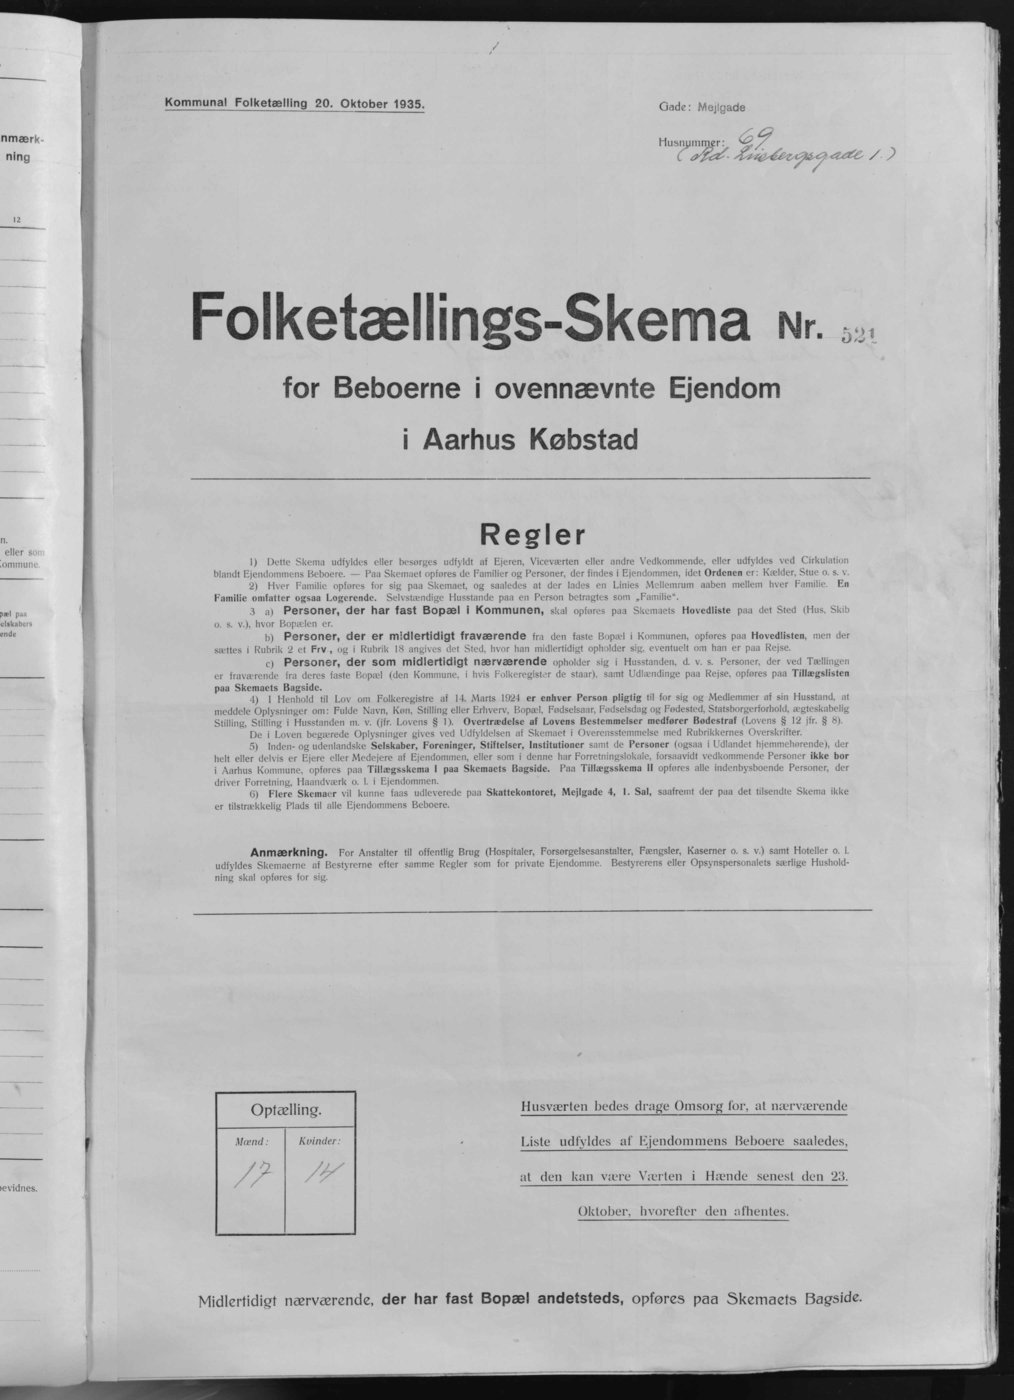 nmærk-
ning
12
n.
eller som
Kommune.
pæl paa
elskabers
ende
evidnes.
Kommunal Folketælling 20. Oktober 1935.
Gade: Mejlgade
Husnummer: 69
Folketællings-Skema Nr. 521
for Beboerne i ovennævnte Ejendom
i Aarhus Købstad
Regler
1) Dette Skema udfyldes eller besørges udfyldt af Ejeren, Viceværten eller andre Vedkommende, eller udfyldes ved Cirkulation
blandt Ejendommens Beboere. — Paa Skemaet opføres de Familier og Personer, der findes i Ejendommen, idet Ordenen er: Kælder, Stue o. s. v.
2) Hver Familie opføres for sig paa Skemaet, og saaledes at der lades en Linies Mellemrum aaben mellem hver Familie. En
Familie omfatter ogsaa Logerende. Selvstændige Husstande paa en Person betragtes som „Familie“.
3 a) Personer, der har fast Bopæl i Kommunen, skal opføres paa Skemaets Hovedliste paa det Sted (Hus, Skib
o. s. v.), hvor Bopælen er.
b) Personer, der er midlertidigt fraværende fra den faste Bopæl i Kommunen, opføres paa Hovedlisten, men der
sættes i Rubrik 2 et Frv., og i Rubrik 18 angives det Sted, hvor han midlertidigt opholder sig, eventuelt om han er paa Rejse.
c) Personer, der som midlertidigt nærværende opholder sig i Husstanden, d. v. s. Personer, der ved Tællingen
er fraværende fra deres faste Bopæl (den Kommune, i hvis Folkeregister de staar), samt Udlændinge paa Rejse, opføres paa Tillægslisten
paa Skemaets Bagside.
4) I Henhold til Lov om Folkeregistre af 14. Marts 1924 er enhver Person pligtig til for sig og Medlemmer af sin Husstand, at
meddele Oplysninger om: Fulde Navn, Køn, Stilling eller Erhverv, Bopæl, Fødselsaar, Fødselsdag og Fødested, Statsborgerforhold, ægteskabelig
Stilling, Stilling i Husstanden m. v. (jfr. Lovens § 1). Overtrædelse af Lovens Bestemmelser medfører Bødestraf (Lovens § 12 jfr. § 8).
De i Loven begærede Oplysninger gives ved Udfyldelsen af Skemaet i Overensstemmelse med Rubrikkernes Overskrifter.
5) Inden- og udenlandske Selskaber, Foreninger, Stiftelser, Institutioner samt de Personer (ogsaa i Udlandet hjemmehørende), der
helt eller delvis er Ejere eller Medejere af Ejendommen, eller som i denne har Forretningslokale, forsaavidt vedkommende Personer ikke bor
i Aarhus Kommune, opføres paa Tillægsskema I paa Skemaets Bagside. Paa Tillægsskema II opføres alle indenbysboende Personer, der
driver Forretning, Haandværk o. l. i Ejendommen.
6) Flere Skemaer vil kunne faas udleverede paa Skattekontoret, Mejlgade 4, 1. Sal, saafremt der paa det tilsendte Skema ikke
er tilstrækkelig Plads til alle Ejendommens Beboere.
Anmærkning. For Anstalter til offentlig Brug (Hospitaler, Forsørgelsesanstalter, Fængsler, Kaserner o. s. v.) samt Hoteller o. l.
udfyldes Skemaerne af Bestyrerne efter samme Regler som for private Ejendomme. Bestyrerens eller Opsynspersonalets særlige Hushold-
ning skal opføres for sig.
Optælling.
Mænd: Kvinder:
17 14
Husværten bedes drage Omsorg for, at nærværende
Liste udfyldes af Ejendommens Beboere saaledes,
at den kan være Værten i Hænde senest den 23.
Oktober, hvorefter den afhentes.
Midlertidigt nærværende, der har fast Bopæl andetsteds, opføres paa Skemaets Bagside.